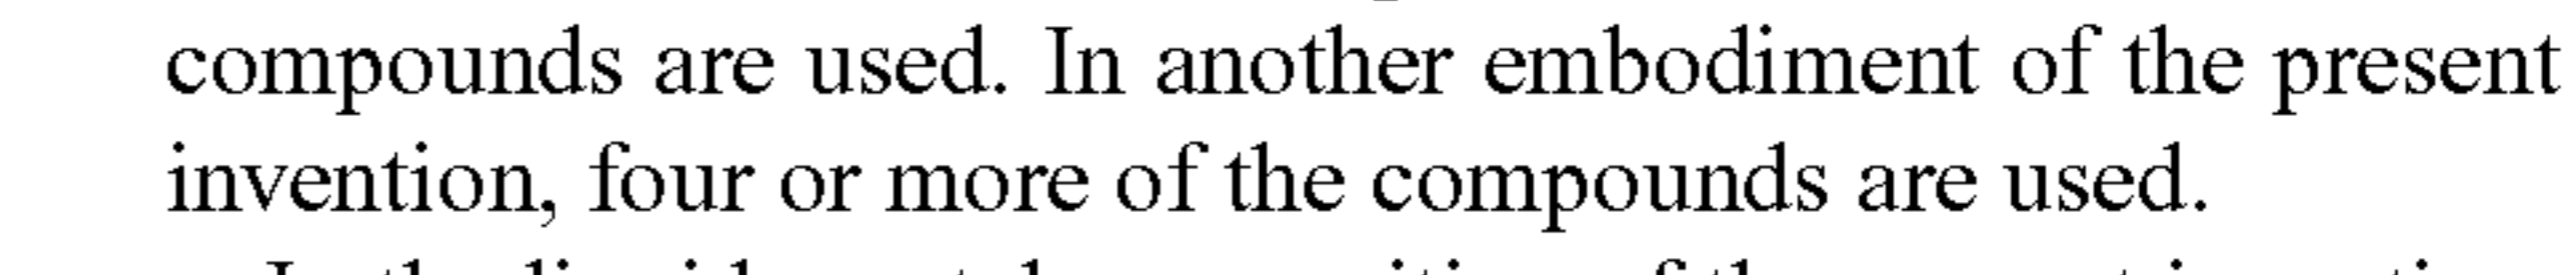 compounds are used. In another embodiment of the present
invention, four or more of the compounds are used.